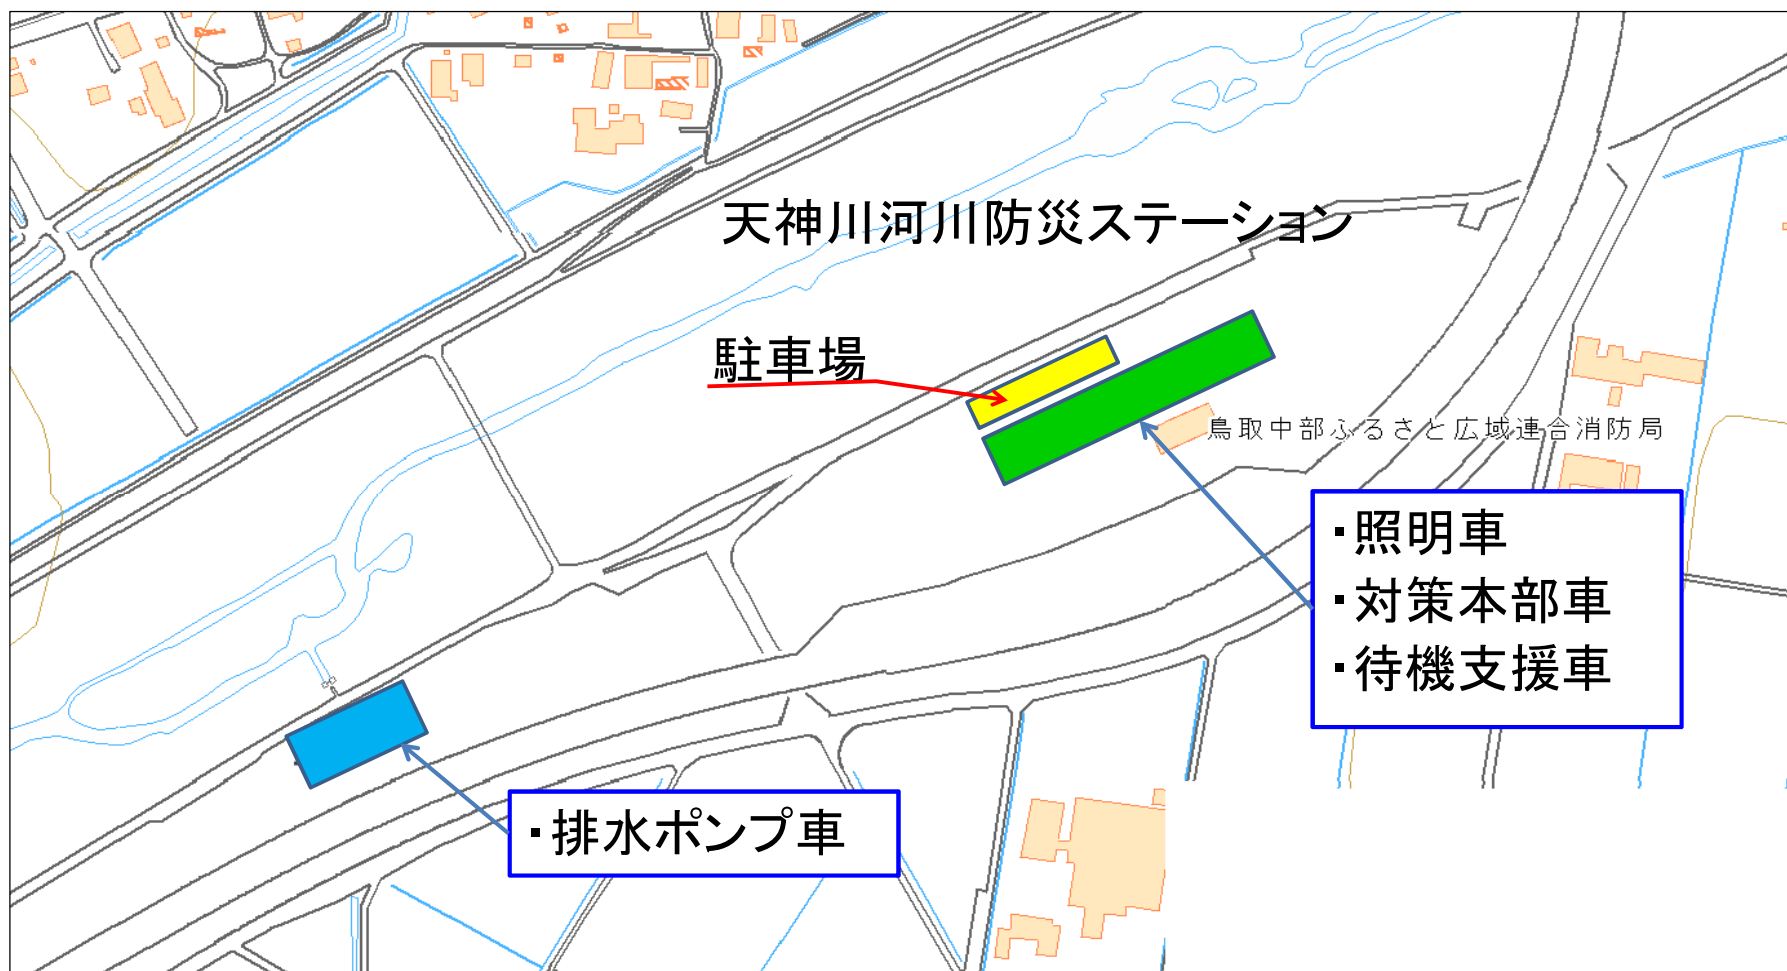 天神川河川防災ステーション
駐車場
鳥取中部ふるさと広域連合消防局
・照明車
・対策本部車
・待機支援車
・排水ポンプ車